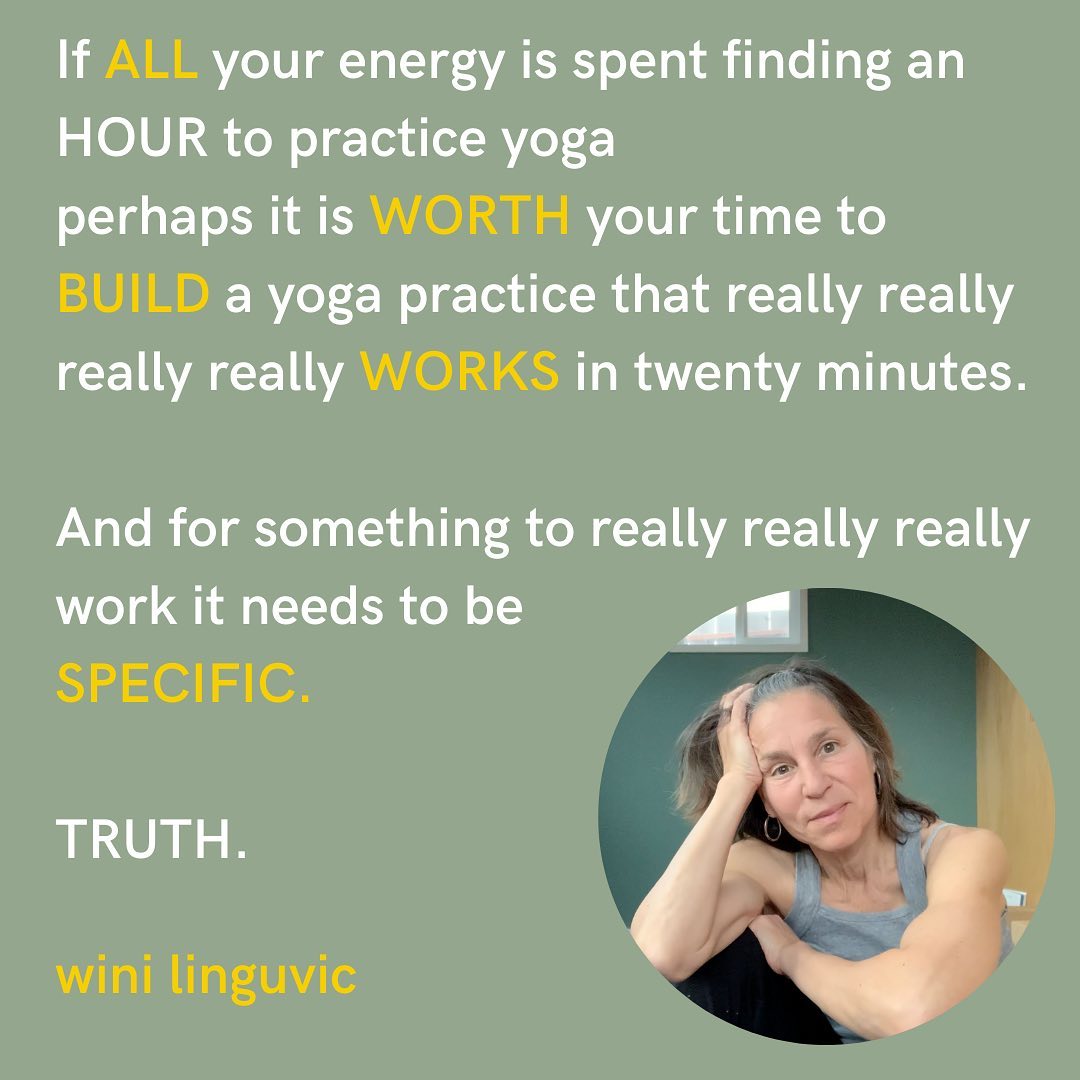 If ALL your energy is spent finding an
HOUR to practice yoga
perhaps it is WORTH your time to
BUILD a yoga practice that really really
really really WORKS in twenty minutes.
And for something to really really really
work it needs to be
SPECIFIC.
TRUTH.
wini linguvic